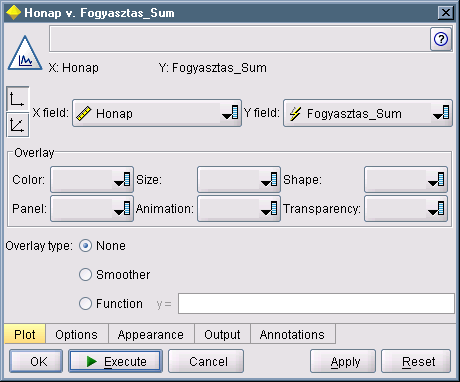 Honap v. Fogyasztas_Sum
?
X: Honap Y: Fogyasztas_Sum
X field: Honap Y field: Fogyasztas_Sum
Overlay
Color: Size: Shape:
Panel: Animation: Transparency:
Overlay type: None
Smoother
Function y =
Plot Options Appearance Output Annotations
OK Execute Cancel Apply Reset